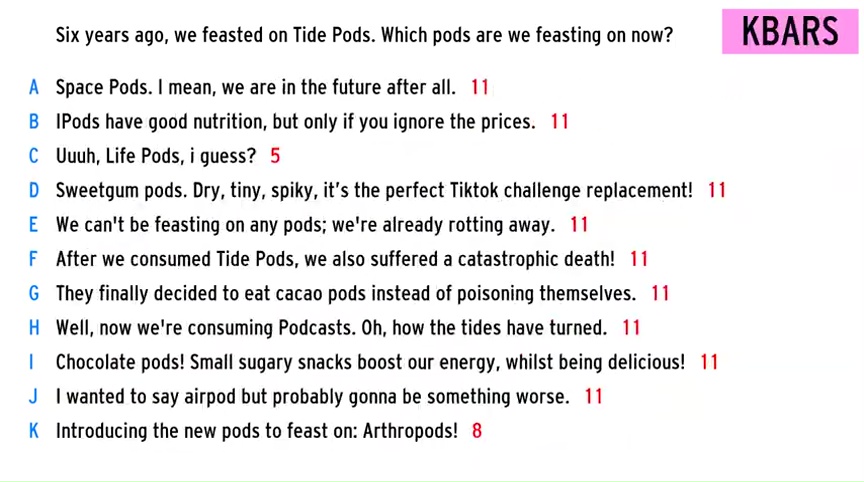 Six years ago, we feasted on Tide Pods. Which pods are we feasting on now?
KBARS
A Space Pods. I mean, we are in the future after all. 11
B IPods have good nutrition, but only if you ignore the prices. 11
C Uuuh, Life Pods, i guess? 5
D Sweetgum pods. Dry, tiny, spiky, it's the perfect Tiktok challenge replacement! 11
E We can't be feasting on any pods; we're already rotting away. 11
F After we consumed Tide Pods, we also suffered a catastrophic death! 11
G They finally decided to eat cacao pods instead of poisoning themselves. 11
H Well, now we're consuming Podcasts. Oh, how the tides have turned. 11
I Chocolate pods! Small sugary snacks boost our energy, whilst being delicious! 11
J I wanted to say airpod but probably gonna be something worse. 11
K Introducing the new pods to feast on: Arthropods! 8